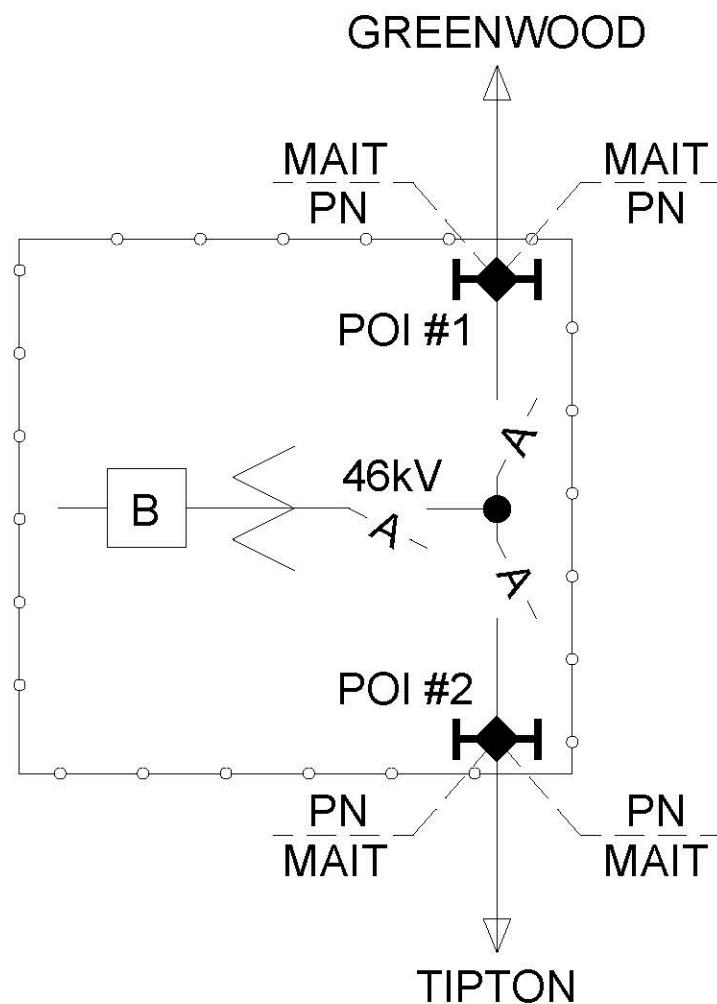 GREENWOOD
MAIT MAIT
PN PN
POI #1
A
46kV
B
A
A
POI #2
PN PN
MAIT MAIT
TIPTON